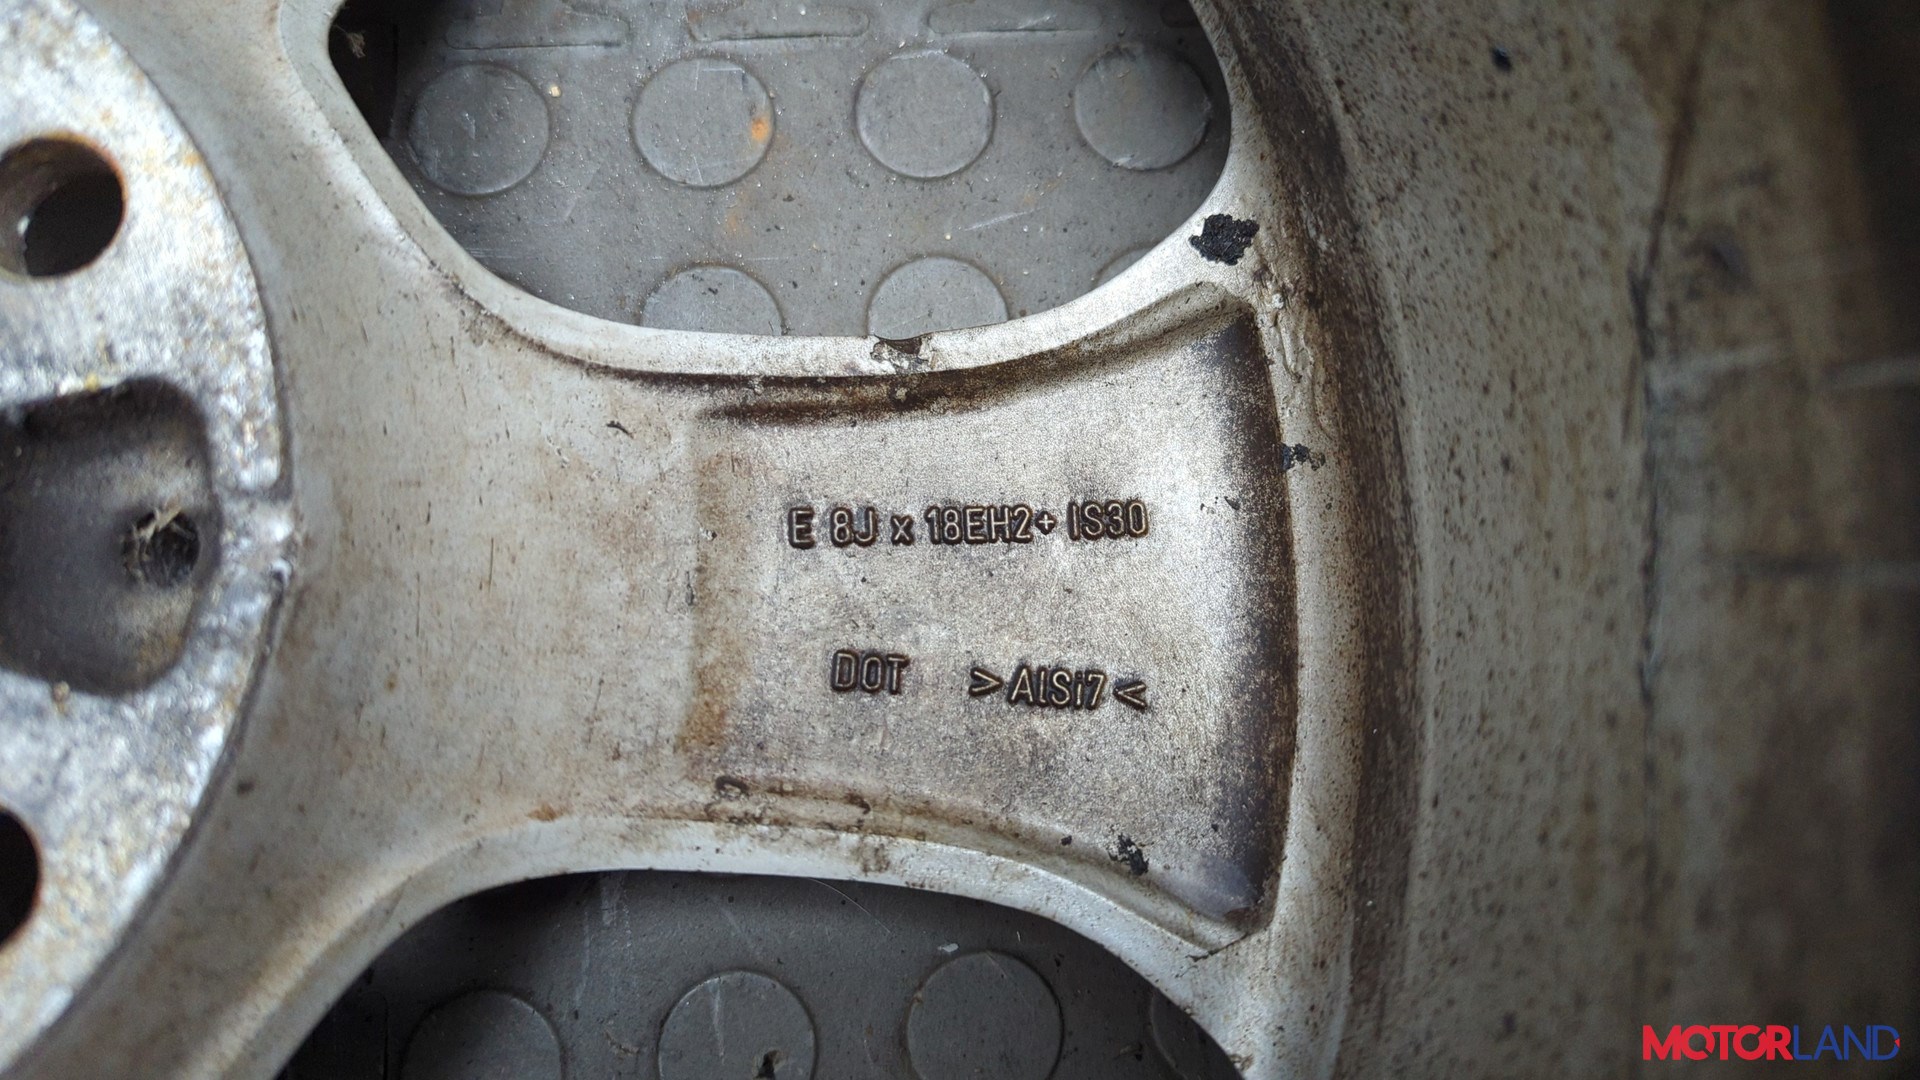 E 8J x 18EH2+ IS30
DOT >AlSi7<
MOTORLAND